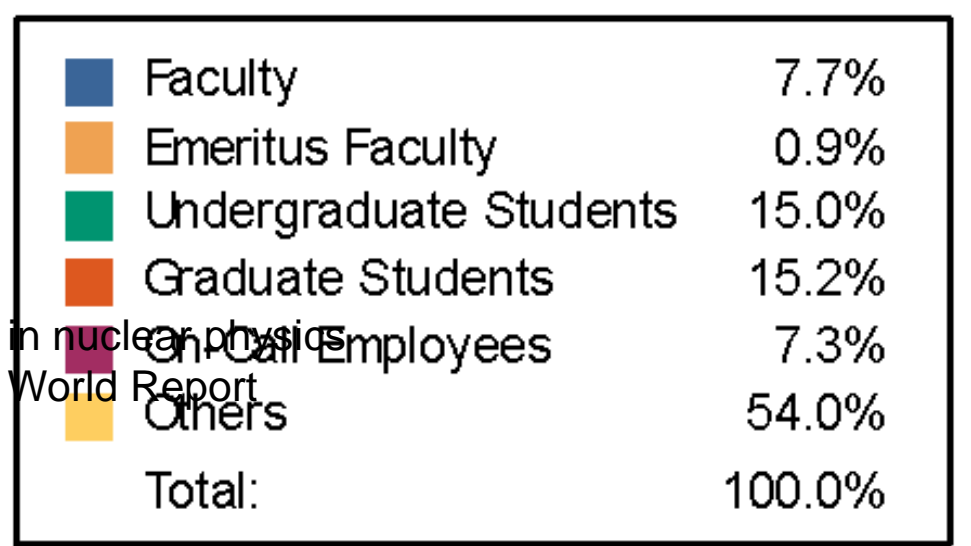 Faculty 7.7%
Emeritus Faculty 0.9%
Undergraduate Students 15.0%
Graduate Students 15.2%
in nuclear physics
On-Call Employees 7.3%
World Report
Others 54.0%
Total: 100.0%